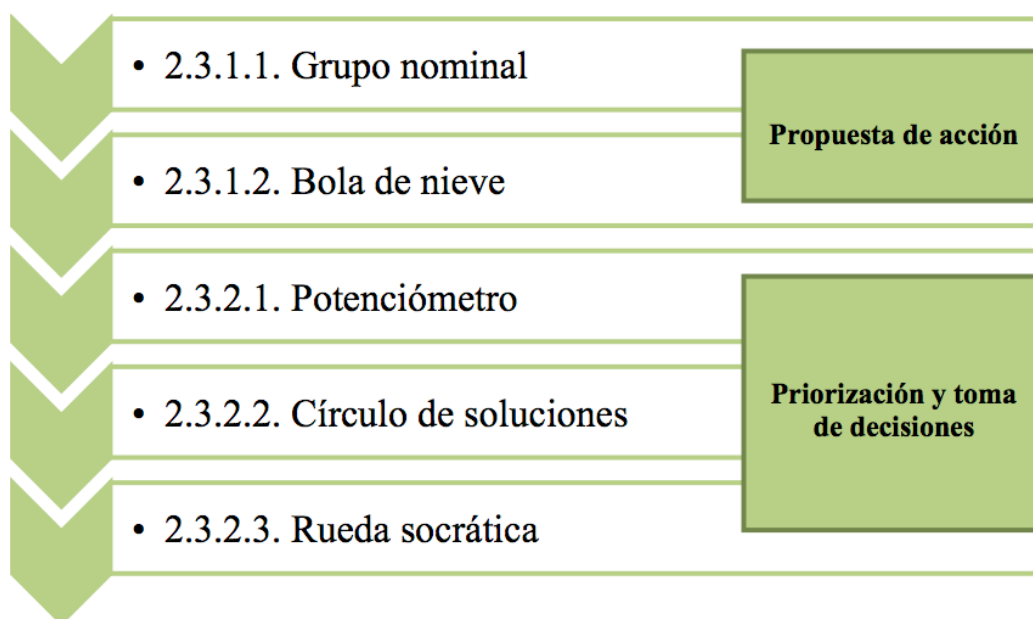 • 2.3.1.1. Grupo nominal
• 2.3.1.2. Bola de nieve
Propuesta de acción
• 2.3.2.1. Potenciómetro
• 2.3.2.2. Círculo de soluciones
• 2.3.2.3. Rueda socrática
Priorización y toma
de decisiones